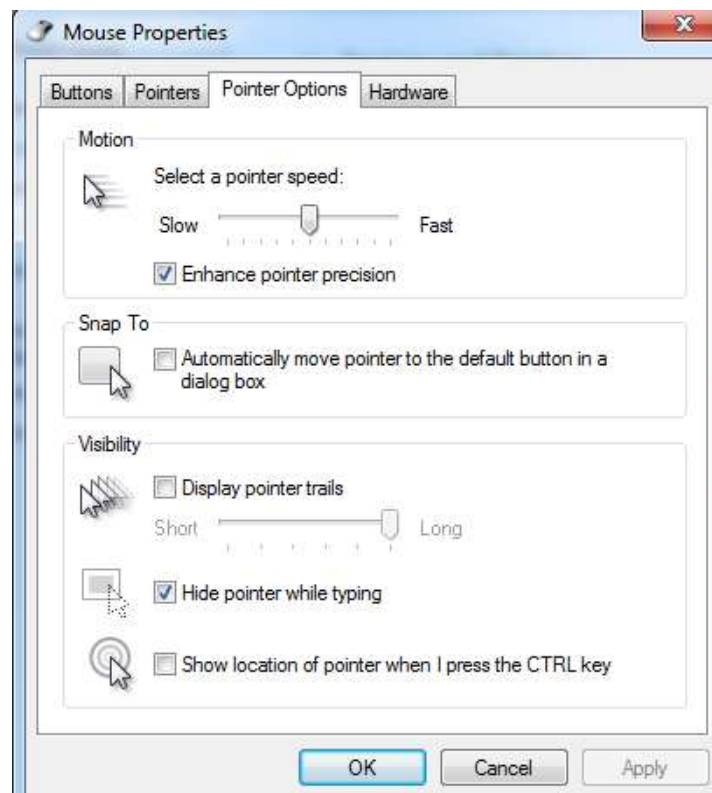 Mouse Properties
Buttons
Pointers
Pointer Options
Hardware
Motion
Select a pointer speed:
Slow
Fast
Enhance pointer precision
Snap To
Automatically move pointer to the default button in a
dialog box
Visibility
Display pointer trails
Short
Long
Hide pointer while typing
Show location of pointer when I press the CTRL key
OK
Cancel
Apply